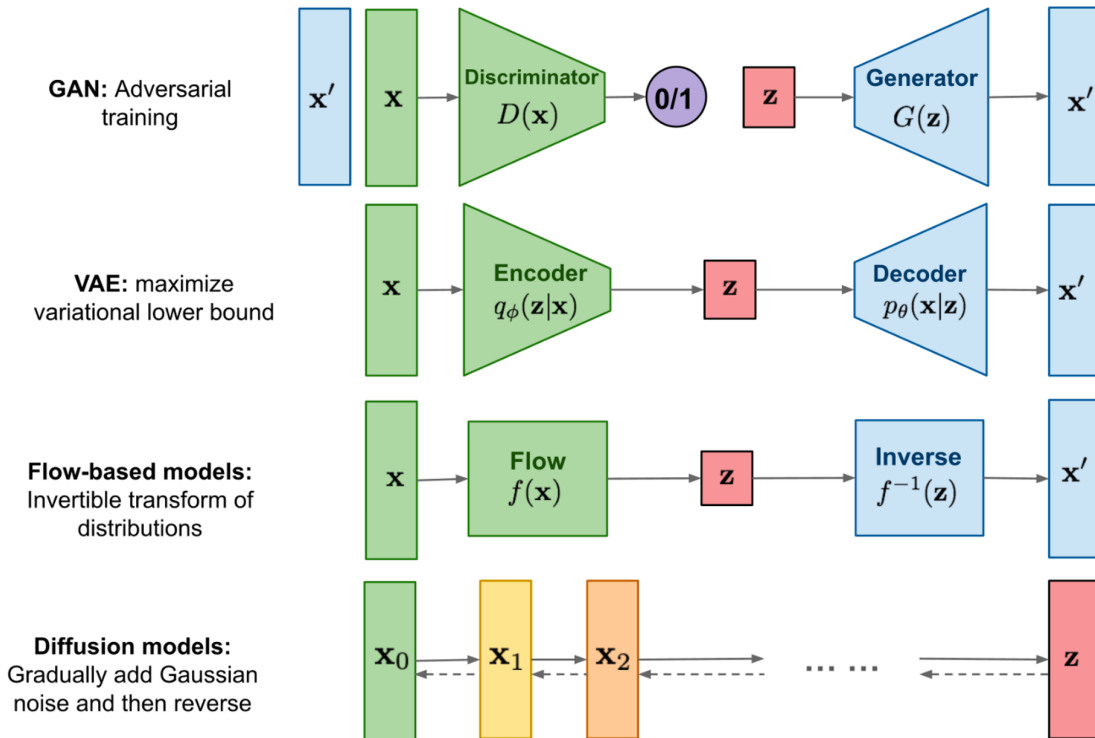 GAN: Adversarial
training
x′
x
Discriminator
D(x)
0/1
z
Generator
G(z)
x′
VAE: maximize
variational lower bound
x
Encoder
qϕ(z|x)
z
Decoder
pθ(x|z)
x′
Flow-based models:
Invertible transform of
distributions
x
Flow
f(x)
z
Inverse
f⁻¹(z)
x′
Diffusion models:
Gradually add Gaussian
noise and then reverse
x₀
x₁
x₂
... ...
z